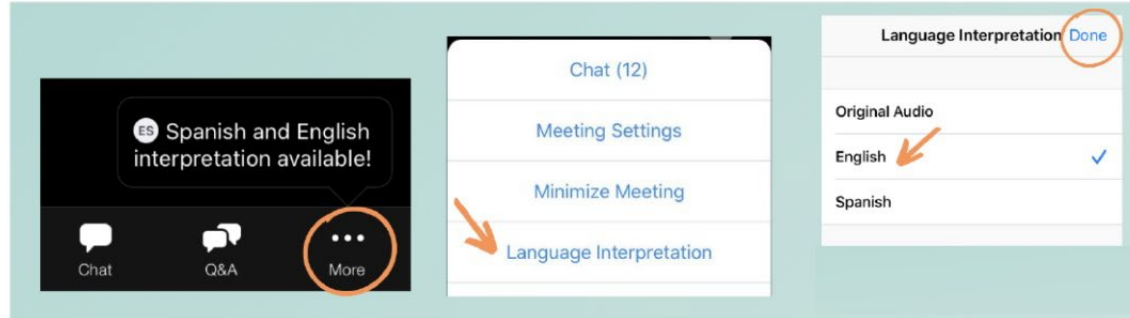 ES Spanish and English
interpretation available!
Chat
Q&A
More
Chat (12)
Meeting Settings
Minimize Meeting
Language Interpretation
Language Interpretation Done
Original Audio
English
Spanish